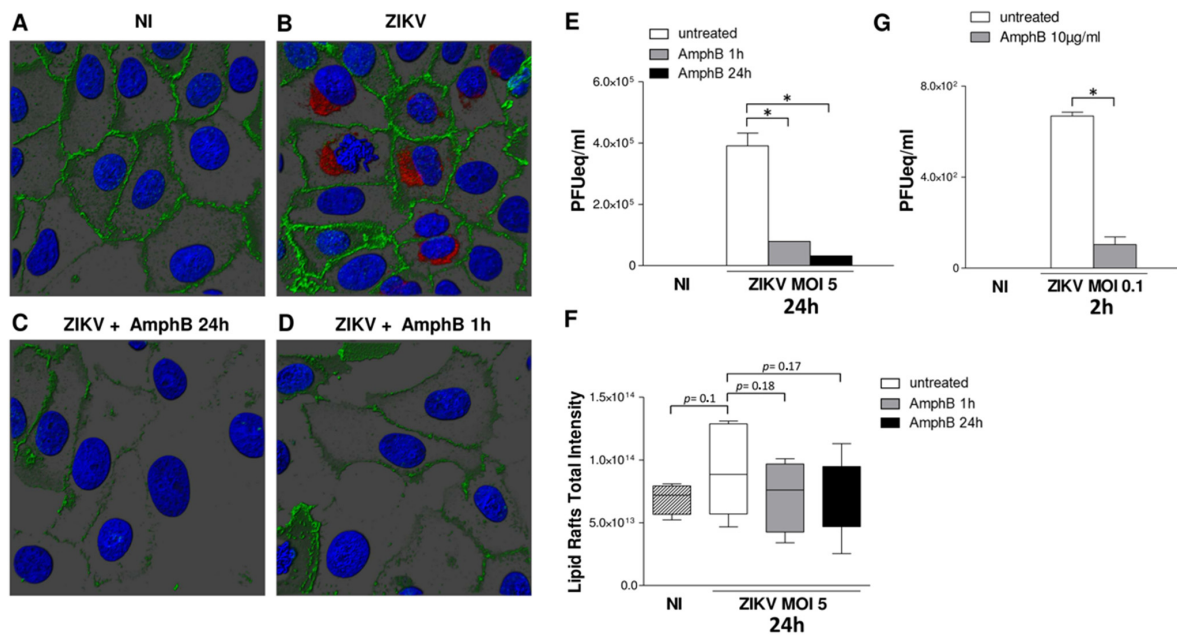 A NI
B ZIKV
C ZIKV + AmphB 24h
D ZIKV + AmphB 1h
E
untreated
AmphB 1h
AmphB 24h
PFUeq/ml
6.0x10⁵
4.0x10⁵
2.0x10⁵
0
*
*
NI
ZIKV MOI 5
24h
G
untreated
AmphB 10µg/ml
PFUeq/ml
8.0x10²
4.0x10²
0
*
NI
ZIKV MOI 0.1
2h
F
untreated
AmphB 1h
AmphB 24h
Lipid Rafts Total Intensity
1.5x10¹⁴
1.0x10¹⁴
5.0x10¹³
0.0
p= 0.17
p= 0.18
p= 0.1
NI
ZIKV MOI 5
24h